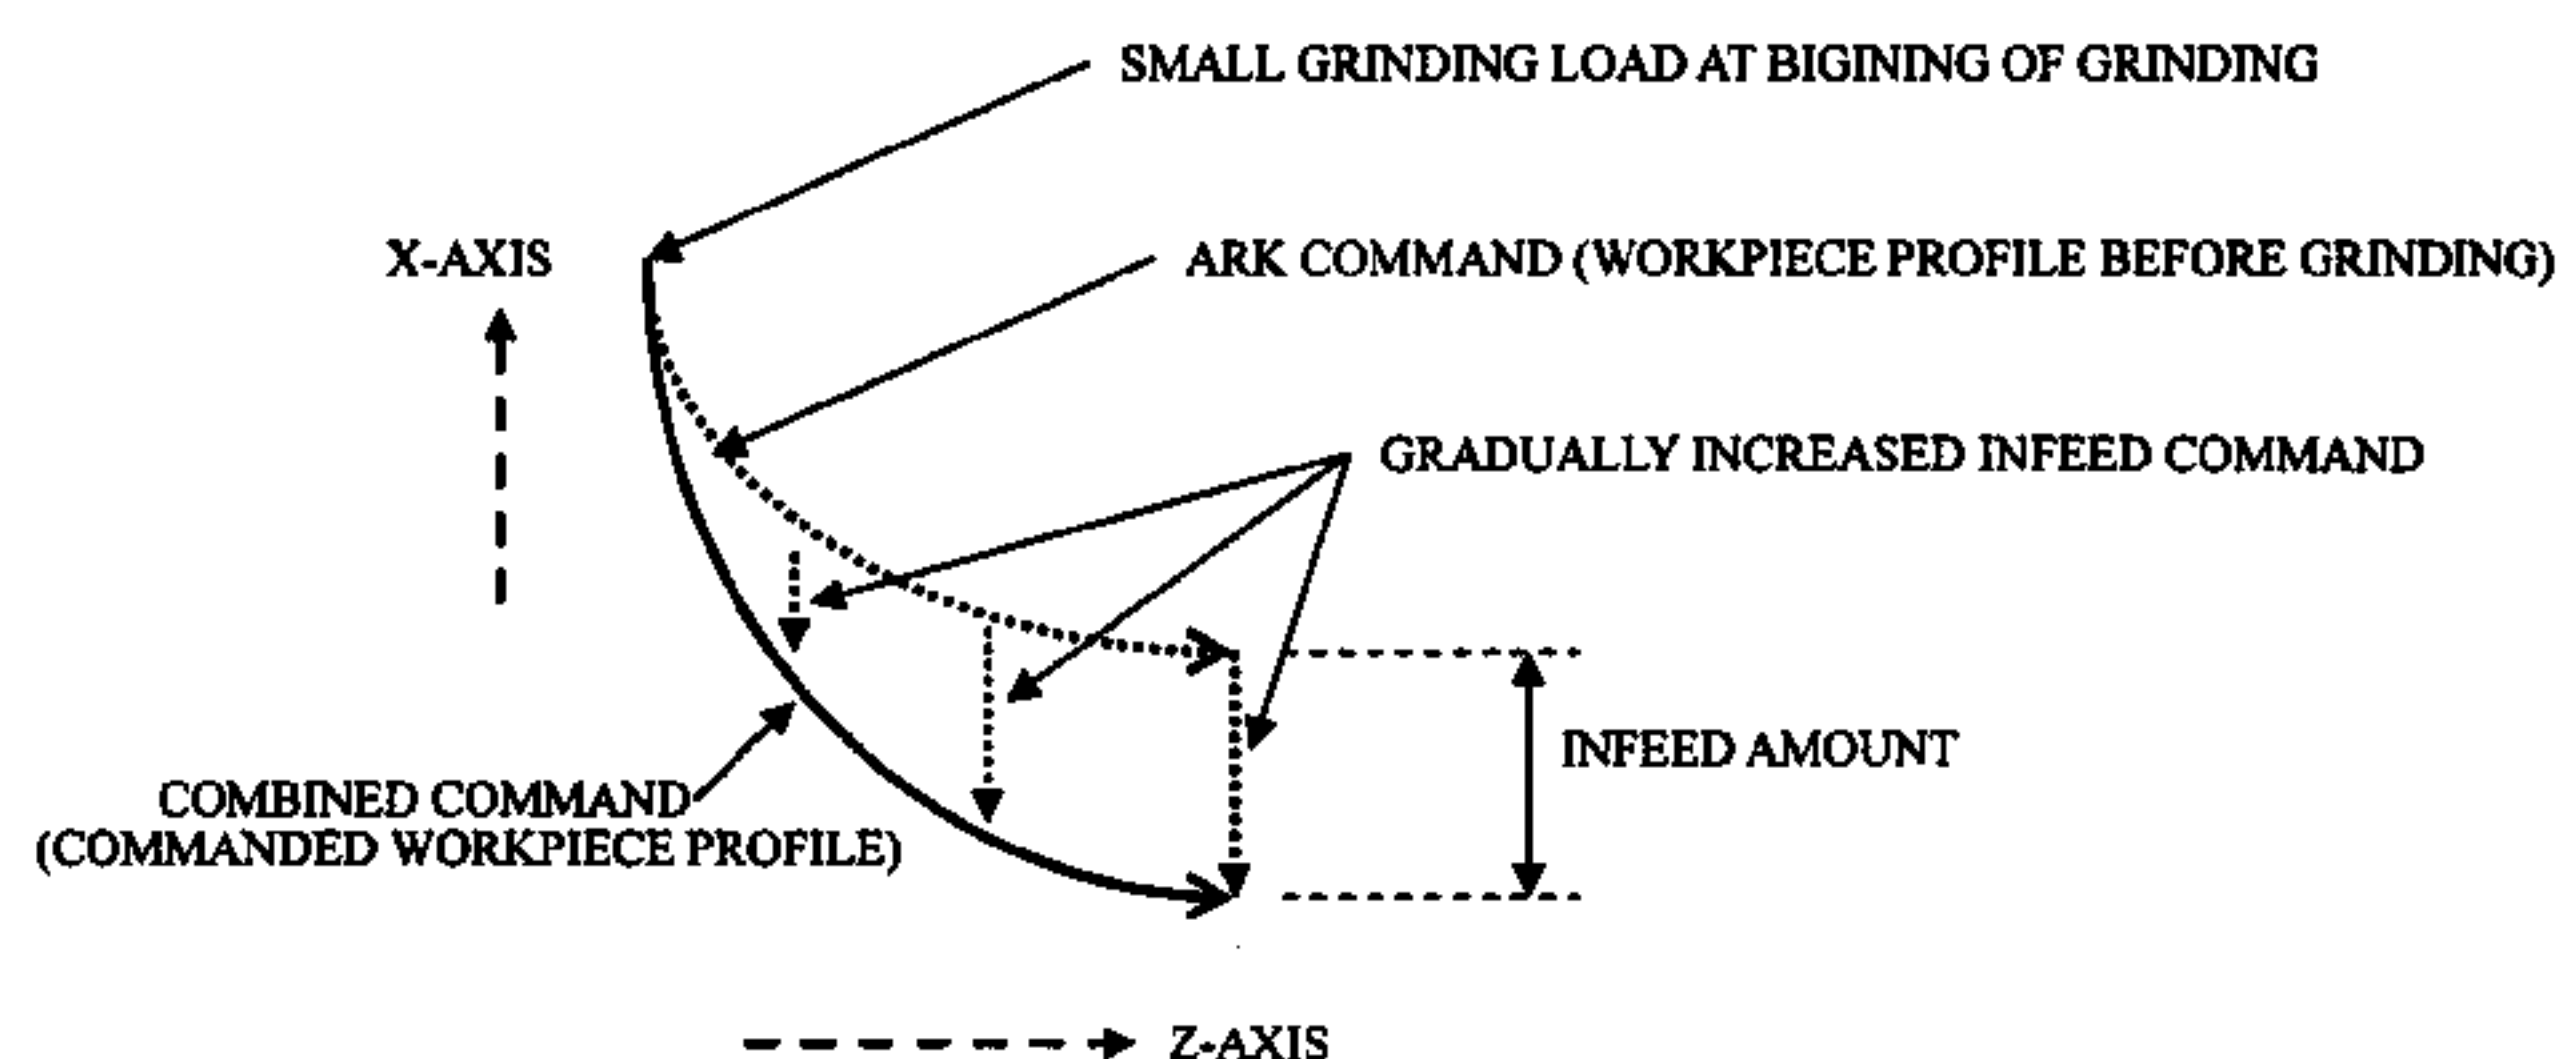 SMALL GRINDING LOAD AT BIGINING OF GRINDING
X-AXIS
ARK COMMAND (WORKPIECE PROFILE BEFORE GRINDING)
GRADUALLY INCREASED INFEED COMMAND
INFEED AMOUNT
COMBINED COMMAND
(COMMANDED WORKPIECE PROFILE)
Z-AXIS